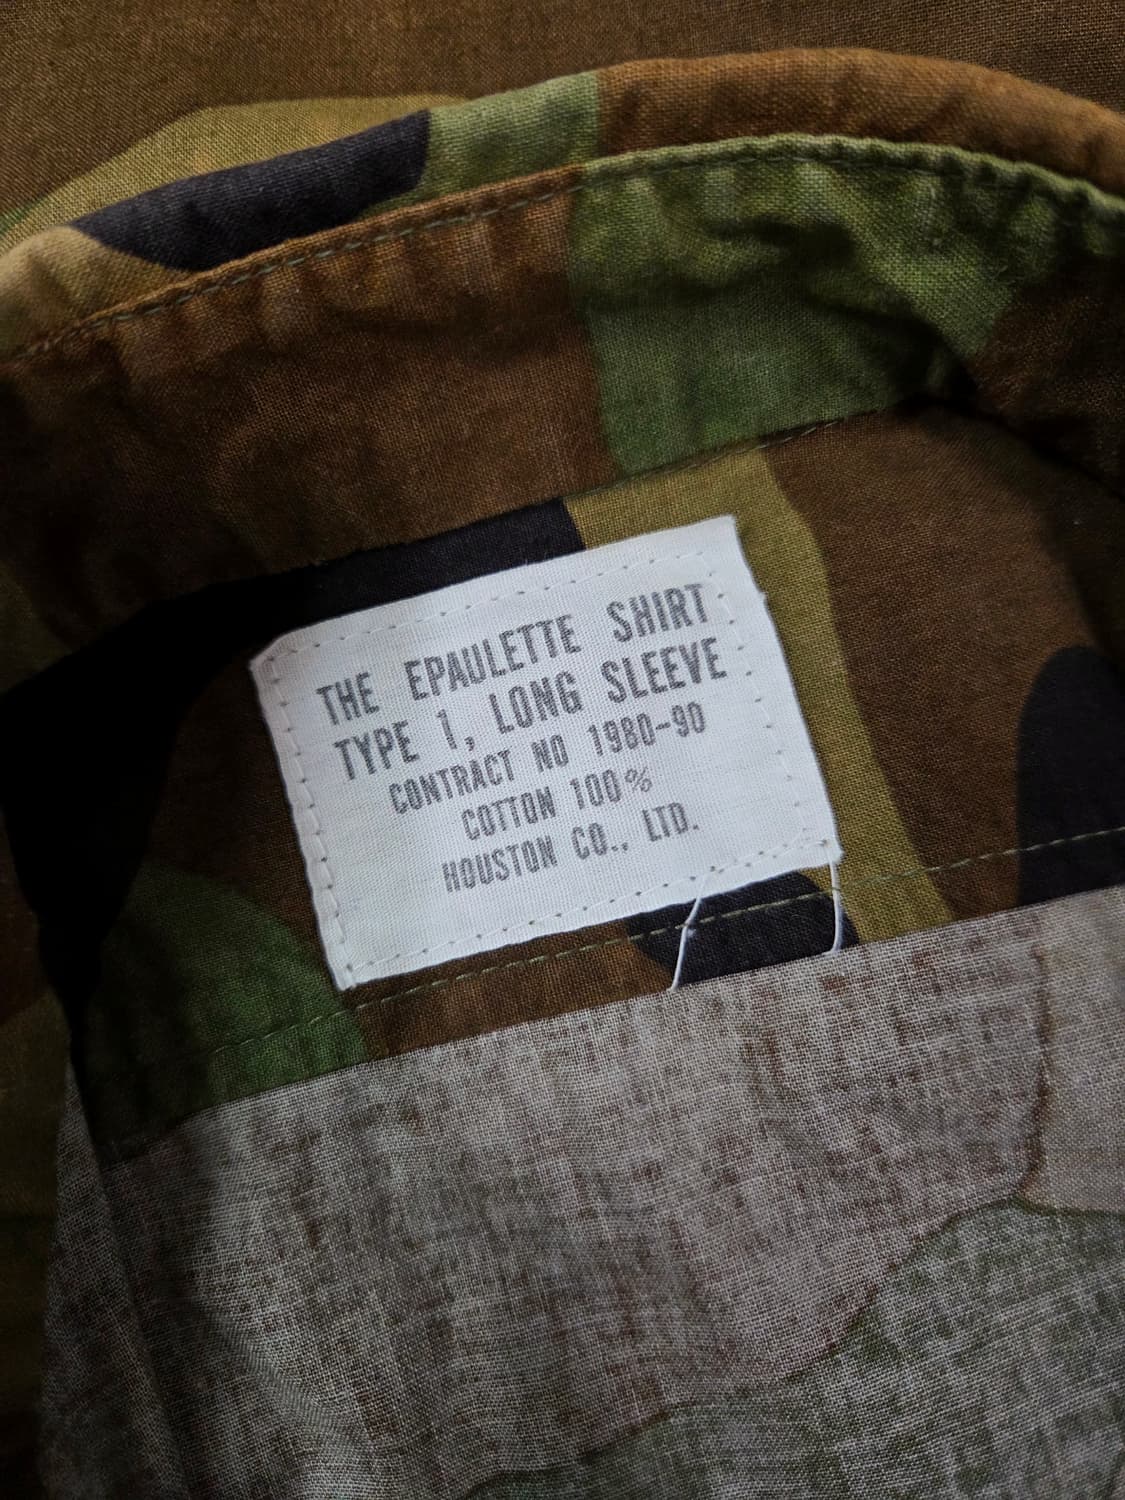 THE EPAULETTE SHIRT
TYPE 1, LONG SLEEVE
CONTRACT NO 1980-90
COTTON 100%
HOUSTON CO., LTD.